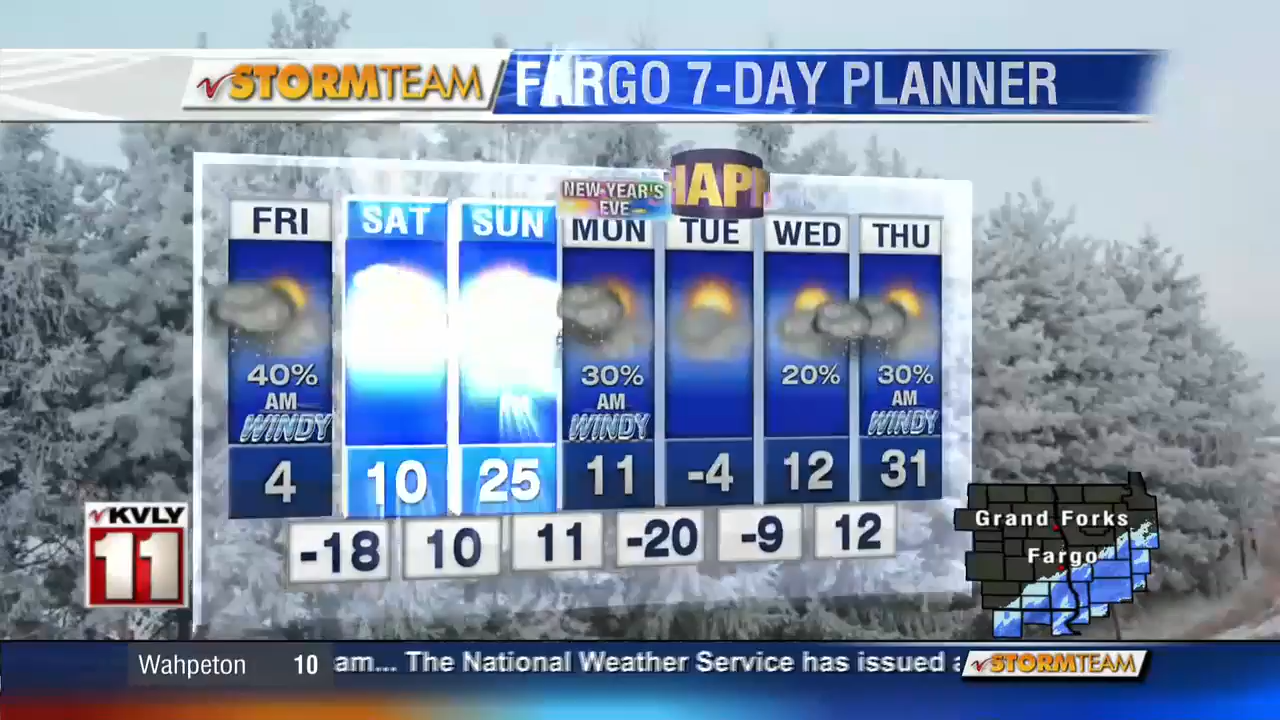 STORMTEAM
FARGO 7-DAY PLANNER
NEW YEAR'S
EVE
HAPP
FRI
SAT
SUN
MON
TUE
WED
THU
40%
AM
WINDY
PM
30%
AM
WINDY
20%
30%
AM
WINDY
4
10
25
11
-4
12
31
-18
10
11
-20
-9
12
KVLY
11
Grand Forks
Fargo
Wahpeton 10 am... The National Weather Service has issued a
STORMTEAM